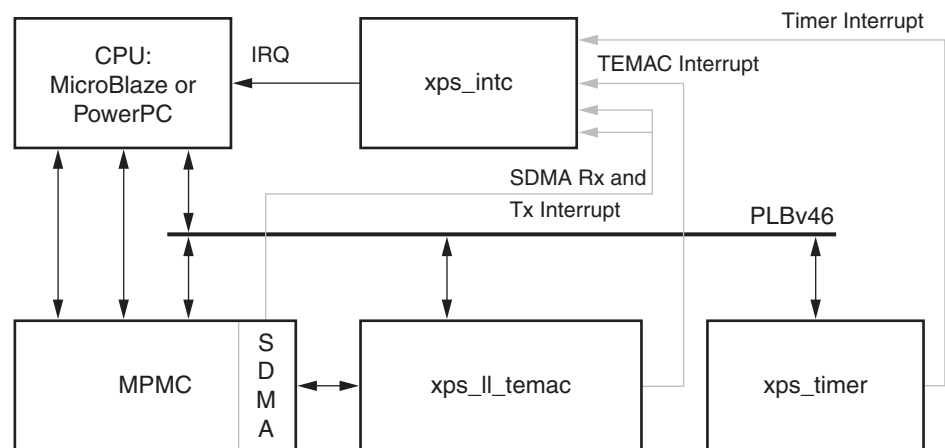 Timer Interrupt
CPU:
MicroBlaze or
PowerPC
IRQ
xps_intc
TEMAC Interrupt
SDMA Rx and
Tx Interrupt
PLBv46
MPMC
S
D
M
A
xps_ll_temac
xps_timer